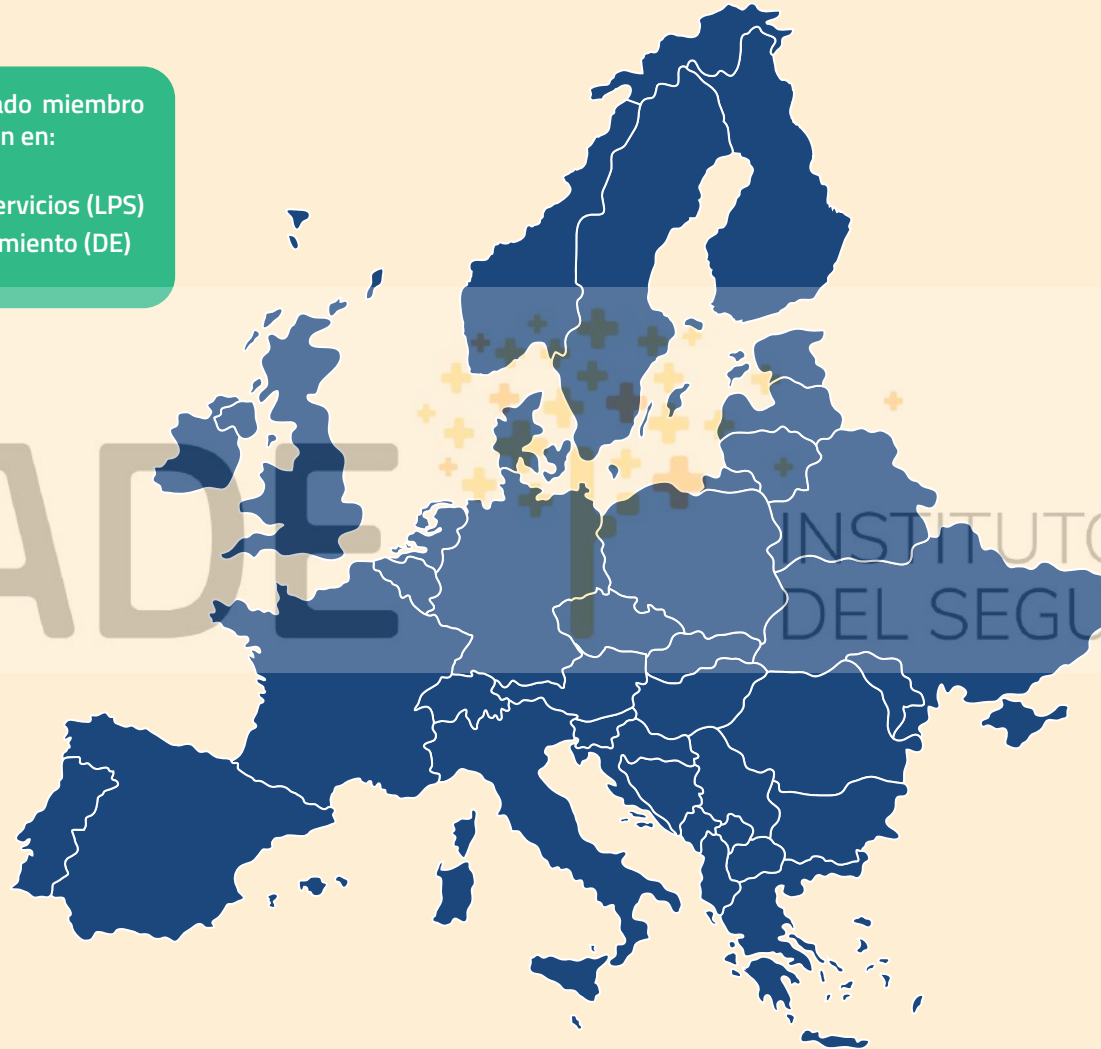 ado miembro
n en:
ervicios (LPS)
miento (DE)
ADE
INSTITUTO
DEL SEGU